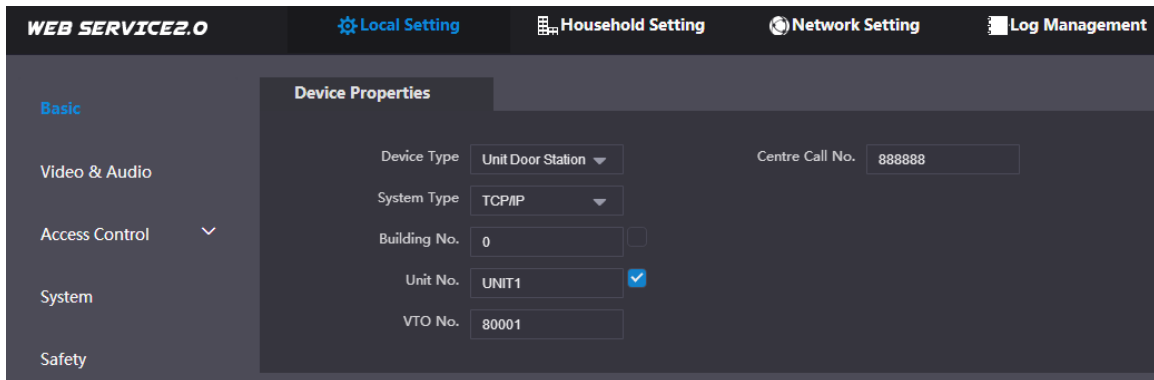 WEB SERVICE2.0 Local Setting Household Setting Network Setting Log Management
Basic
Video & Audio
Access Control
System
Safety
Device Properties
Device Type Unit Door Station Centre Call No. 888888
System Type TCP/IP
Building No. 0
Unit No. UNIT1
VTO No. 80001